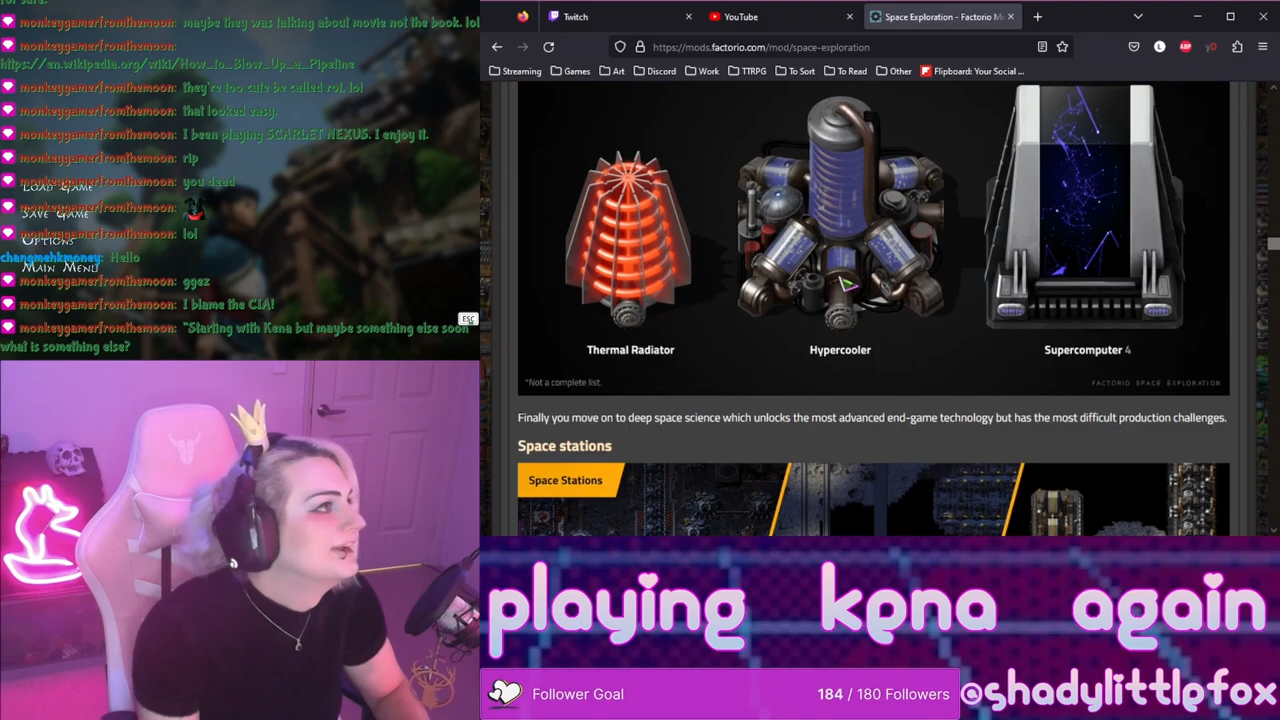 for sure.
monkeygamerfromthemoon: maybe they was talking about movie not the book. lol
monkeygamerfromthemoon:
https://en.wikipedia.org/wiki/How_to_Blow_Up_a_Pipeline
monkeygamerfromthemoon: they're too cute be called rot. lol
monkeygamerfromthemoon: that looked easy.
monkeygamerfromthemoon: I been playing SCARLET NEXUS. I enjoy it.
monkeygamerfromthemoon: rip
monkeygamerfromthemoon: you dead
Load Game
monkeygamerfromthemoon:
Save Game
monkeygamerfromthemoon: lol
Options
changmehkmoney: Hello
Main Menu
monkeygamerfromthemoon: ggez
monkeygamerfromthemoon: I blame the CIA!
ESC
monkeygamerfromthemoon: "Starting with Kena but maybe something else soon"
what is something else?
Twitch
YouTube
Space Exploration - Factorio M
https://mods.factorio.com/mod/space-exploration
Streaming
Games
Art
Discord
Work
TTRPG
To Sort
To Read
Other
Flipboard: Your Social ...
Thermal Radiator
Hypercooler
Supercomputer 4
*Not a complete list.
FACTORIO SPACE EXPLORATION
Finally you move on to deep space science which unlocks the most advanced end-game technology but has the most difficult production challenges.
Space stations
Space Stations
playing kena again
Follower Goal
184 / 180 Followers
@shadylittlefox